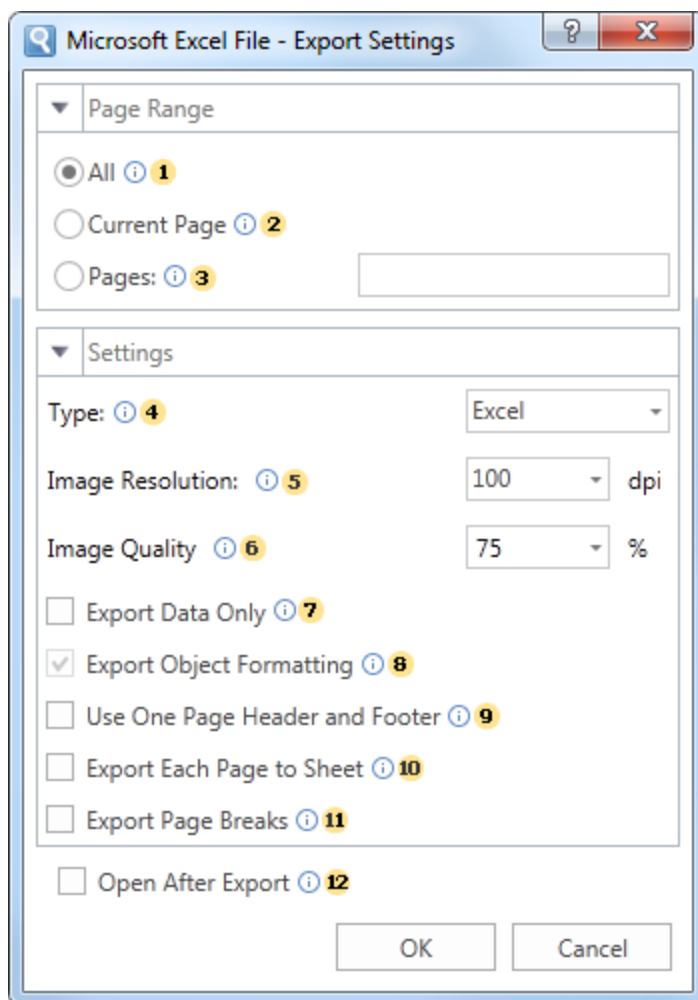 Microsoft Excel File - Export Settings ?
Page Range
All 1
Current Page 2
Pages: 3
Settings
Type: 4 Excel
Image Resolution: 5 100 dpi
Image Quality 6 75 %
Export Data Only 7
Export Object Formatting 8
Use One Page Header and Footer 9
Export Each Page to Sheet 10
Export Page Breaks 11
Open After Export 12
OK Cancel